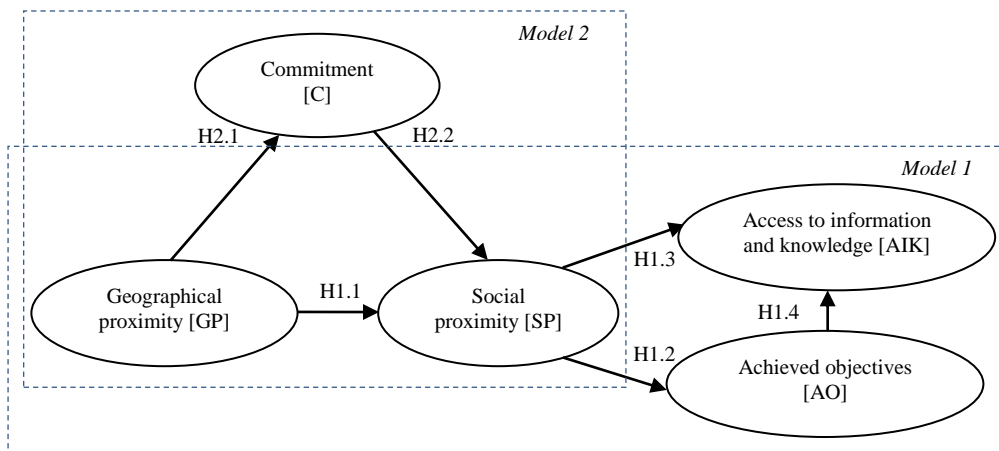 Model 2
Commitment
[C]
H2.1
H2.2
Model 1
Access to information
and knowledge [AIK]
H1.3
Geographical
proximity [GP]
H1.1
Social
proximity [SP]
H1.4
H1.2
Achieved objectives
[AO]